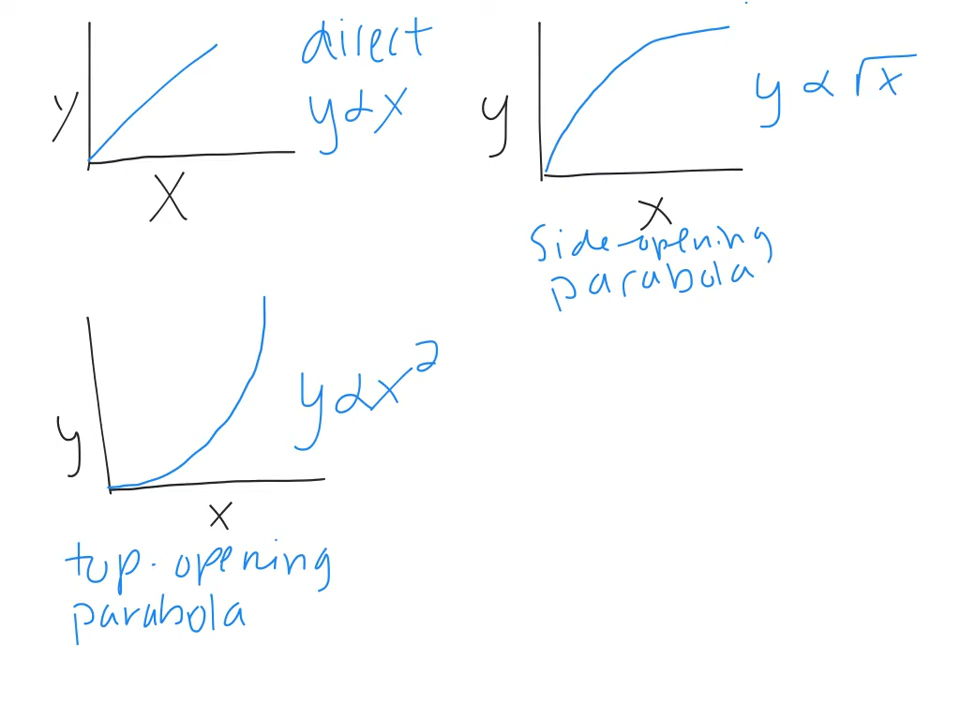 direct
y ∝ x
y
x
y ∝ √x
y
x
side-opening
parabola
y ∝ x²
y
x
top-opening
parabola